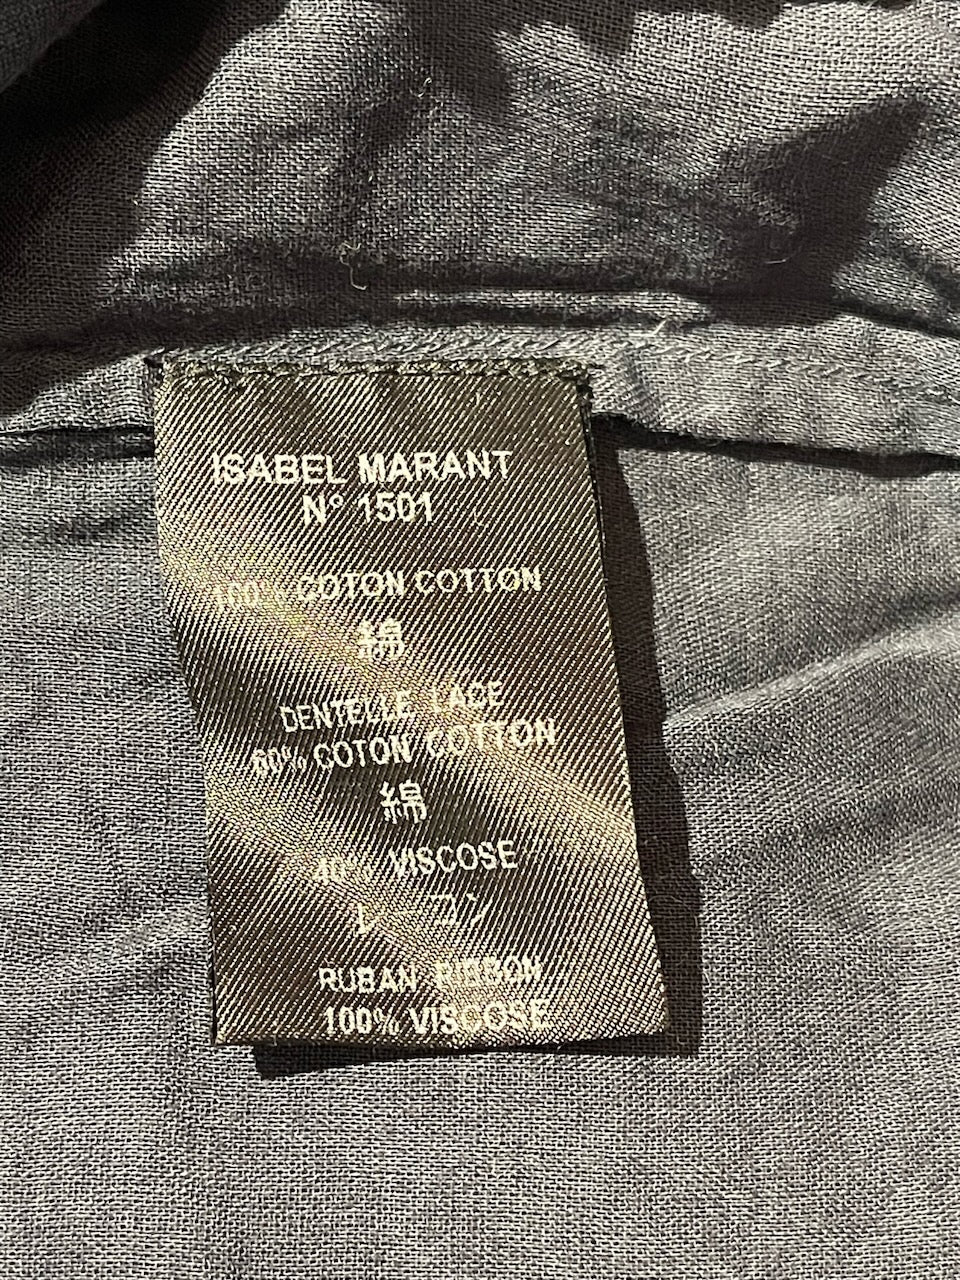 ISABEL MARANT
N° 1501
100% COTON COTTON
綿
DENTELLE LACE
60% COTON COTTON
綿
40% VISCOSE
レーヨン
RUBAN RIBBON
100% VISCOSE